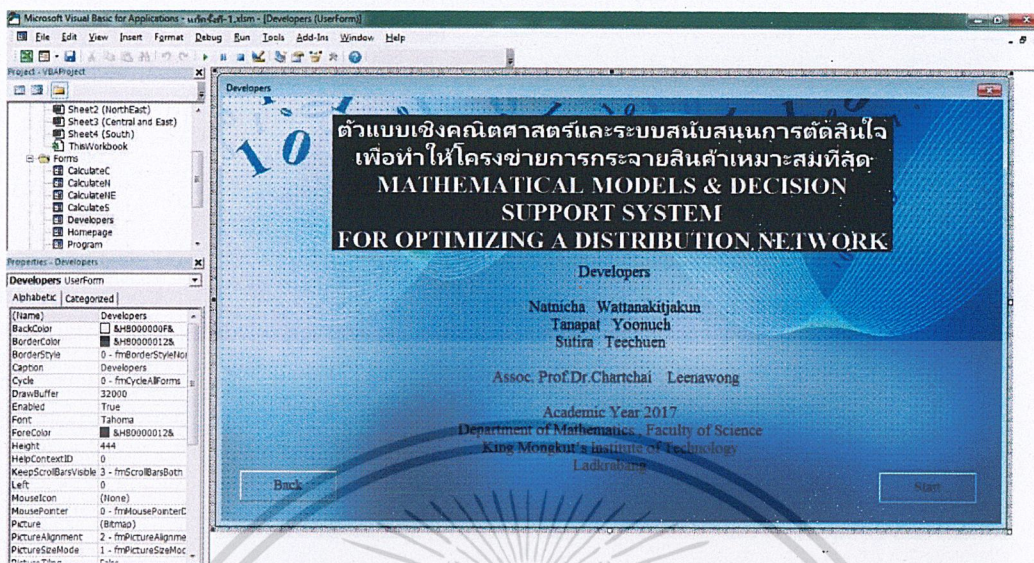 Microsoft Visual Basic for Applications - แก้ครั้งที่-1.xlsm - [Developers (UserForm)]
File Edit View Insert Format Debug Run Tools Add-Ins Window Help
Project - VBAProject
Sheet2 (NorthEast)
Sheet3 (Central and East)
Sheet4 (South)
ThisWorkbook
Forms
CalculateC
CalculateN
CalculateNE
CalculateS
Developers
Homepage
Program
Properties - Developers
Developers UserForm
Alphabetic Categorized
(Name) Developers
BackColor &H8000000F&
BorderColor &H80000012&
BorderStyle 0 - fmBorderStyleNor
Caption Developers
Cycle 0 - fmCycleAllForms
DrawBuffer 32000
Enabled True
Font Tahoma
ForeColor &H80000012&
Height 444
HelpContextID 0
KeepScrollBarsVisible 3 - fmScrollBarsBoth
Left 0
MouseIcon (None)
MousePointer 0 - fmMousePointerD
Picture (Bitmap)
PictureAlignment 2 - fmPictureAlignme
PictureSizeMode 1 - fmPictureSizeMod
PictureTiling False
Developers
ตัวแบบเชิงคณิตศาสตร์และระบบสนับสนุนการตัดสินใจ
เพื่อทำให้โครงข่ายการกระจายสินค้าเหมาะสมที่สุด
MATHEMATICAL MODELS & DECISION
SUPPORT SYSTEM
FOR OPTIMIZING A DISTRIBUTION NETWORK
Developers
Natnicha Wattanakitjakun
Tanapat Yoonuch
Sutira Teechuen
Assoc. Prof.Dr.Chartchai Leenawong
Academic Year 2017
Department of Mathematics , Faculty of Science
King Mongkut's Institute of Technology
Ladkrabang
Back
Start